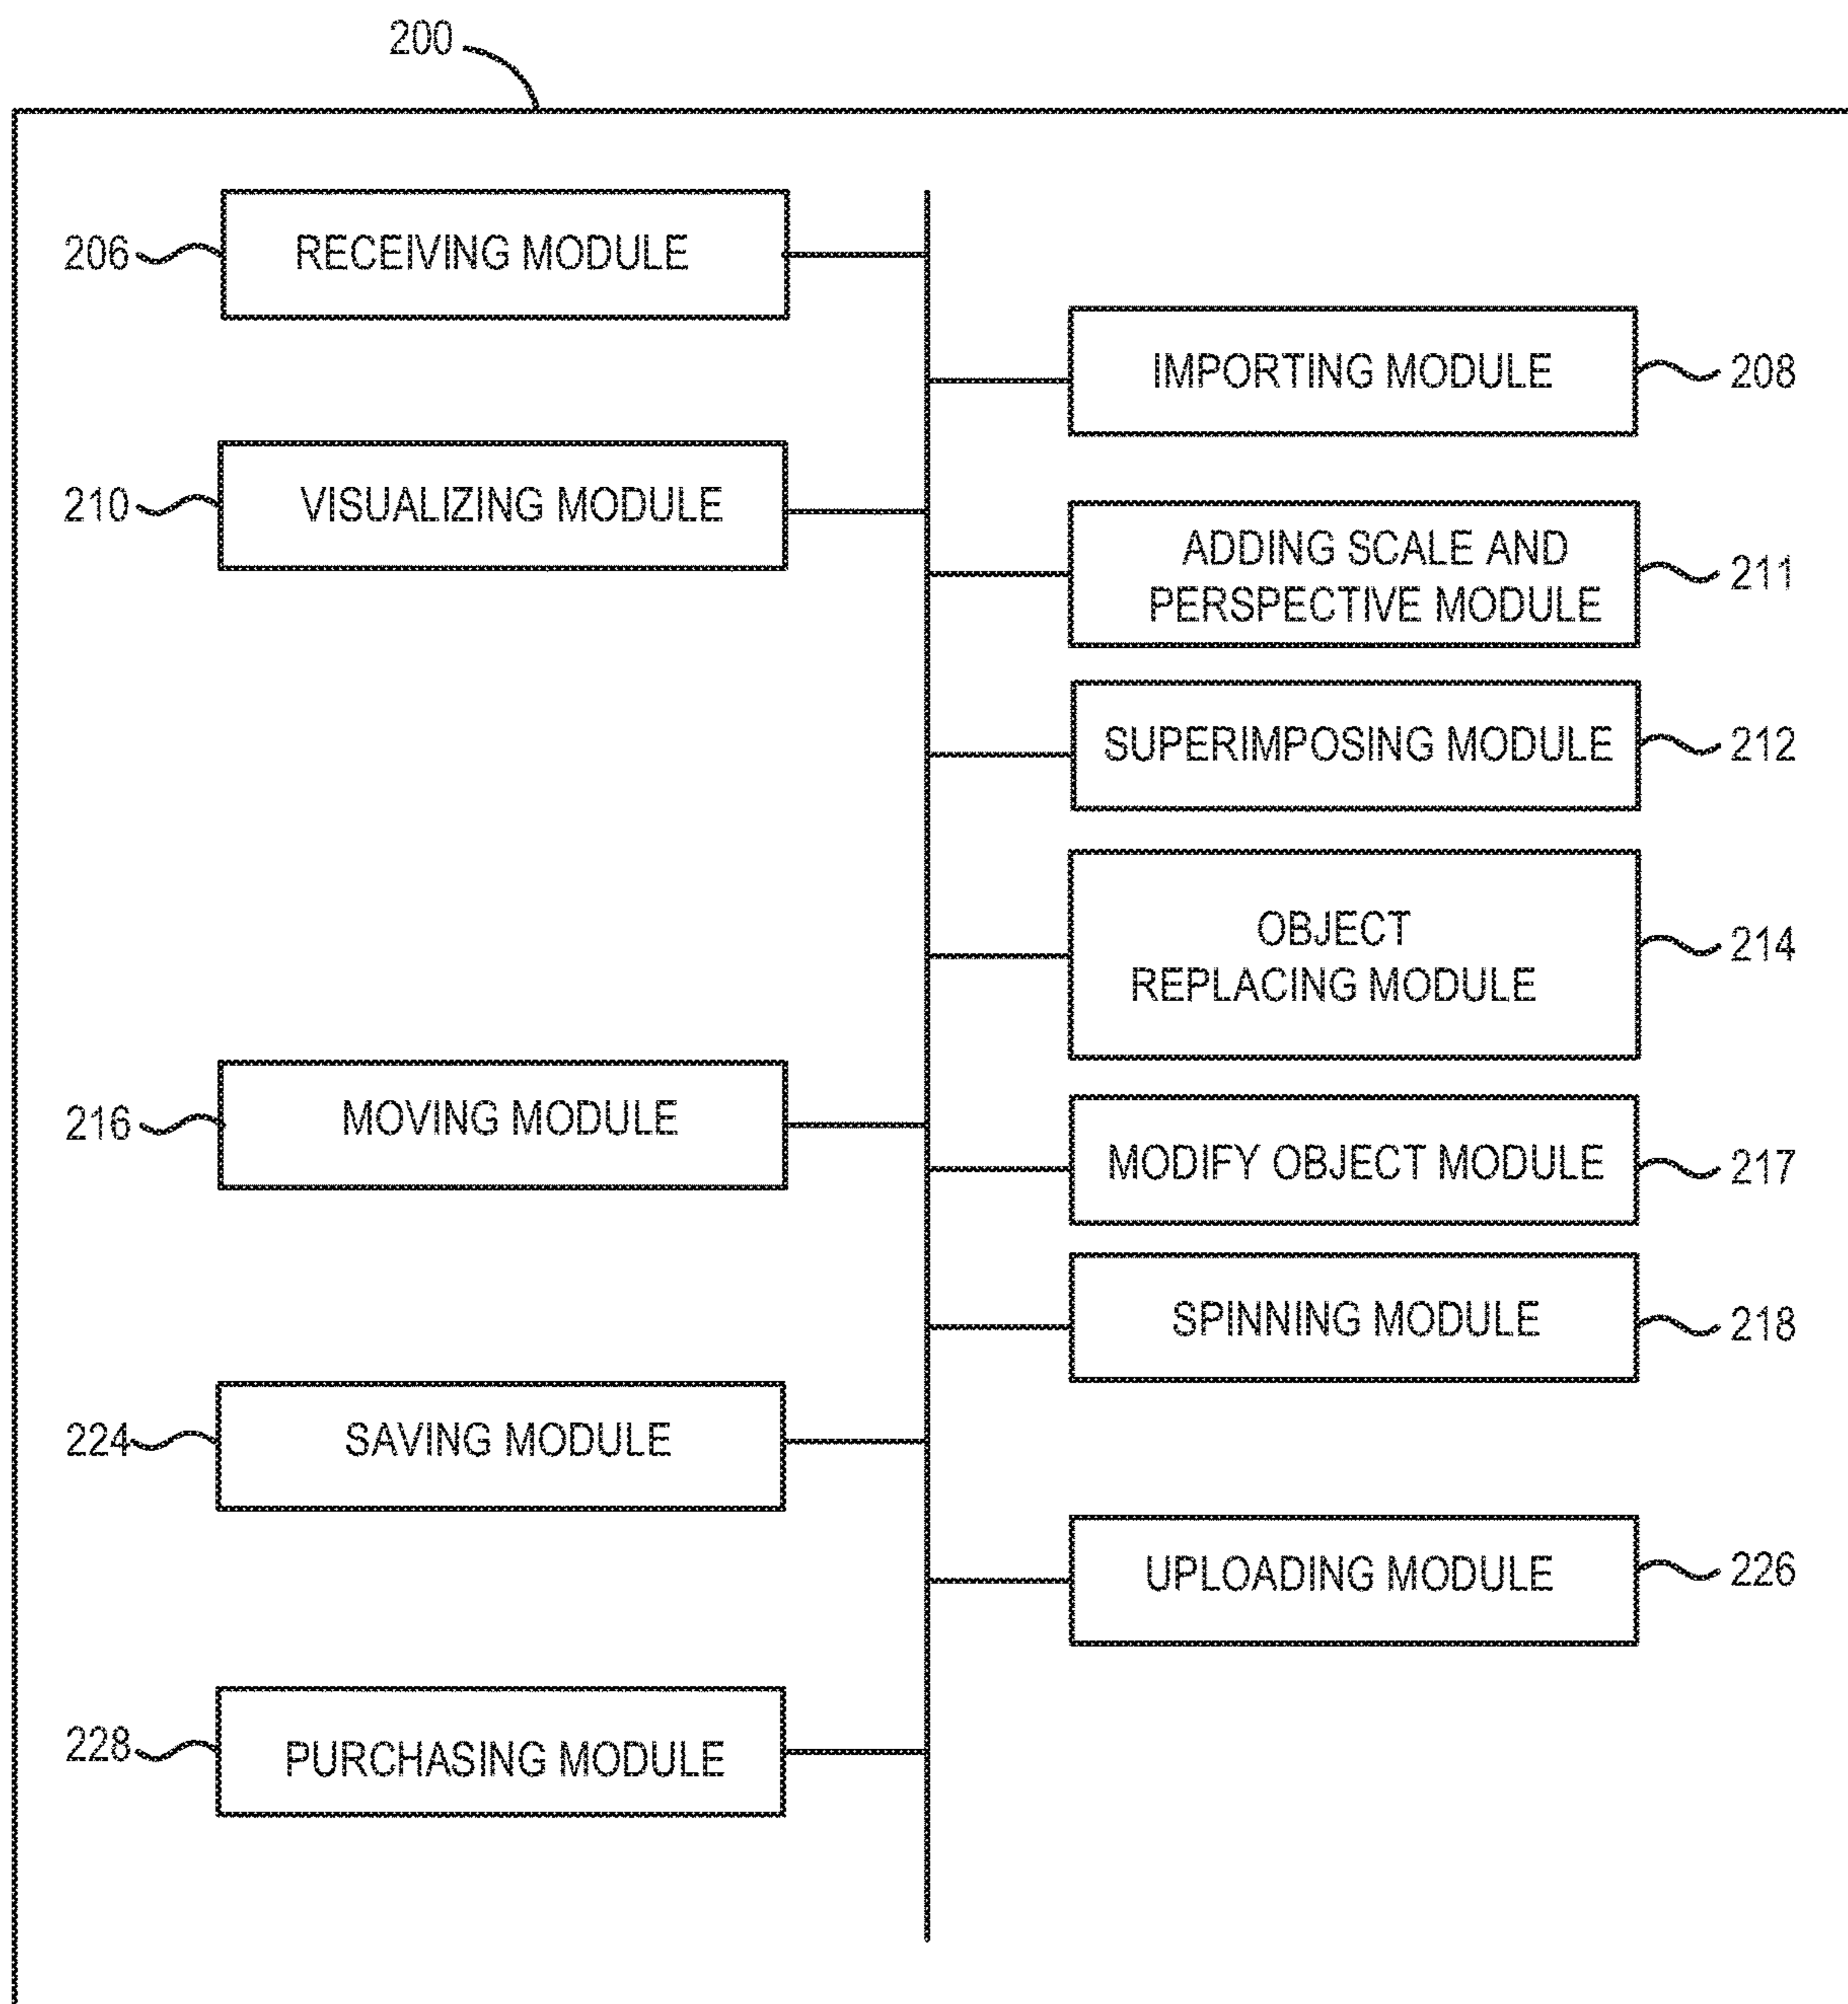 200
206
RECEIVING MODULE
IMPORTING MODULE
208
210
VISUALIZING MODULE
ADDING SCALE AND
PERSPECTIVE MODULE
211
SUPERIMPOSING MODULE
212
OBJECT
REPLACING MODULE
214
216
MOVING MODULE
MODIFY OBJECT MODULE
217
SPINNING MODULE
218
224
SAVING MODULE
UPLOADING MODULE
226
228
PURCHASING MODULE